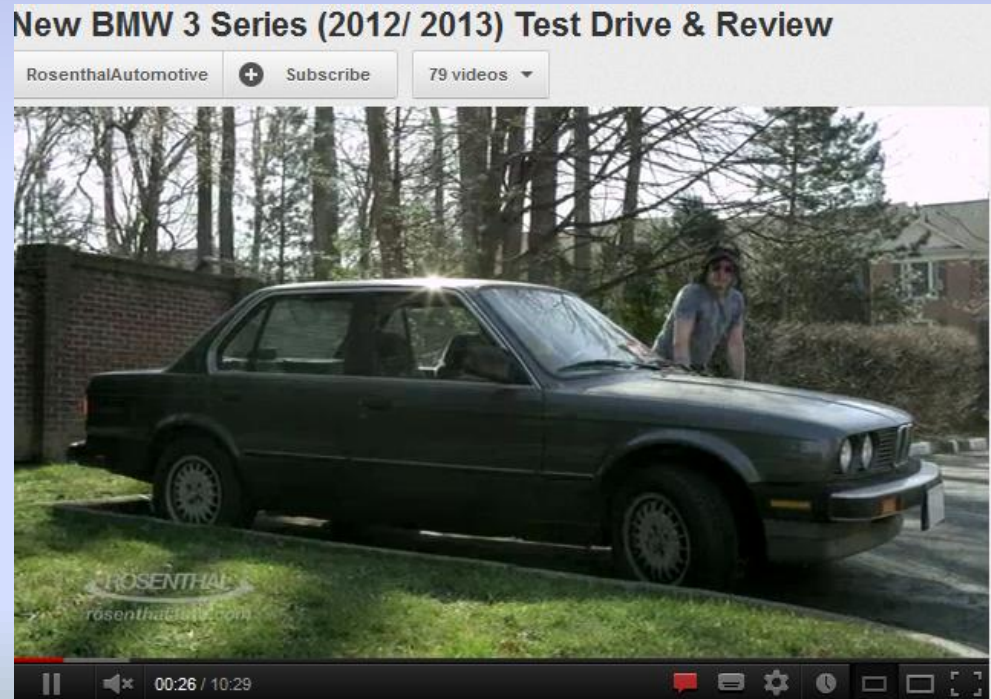 New BMW 3 Series (2012/ 2013) Test Drive & Review
RosenthalAutomotive Subscribe 79 videos
ROSENTHAL
00:26 / 10:29